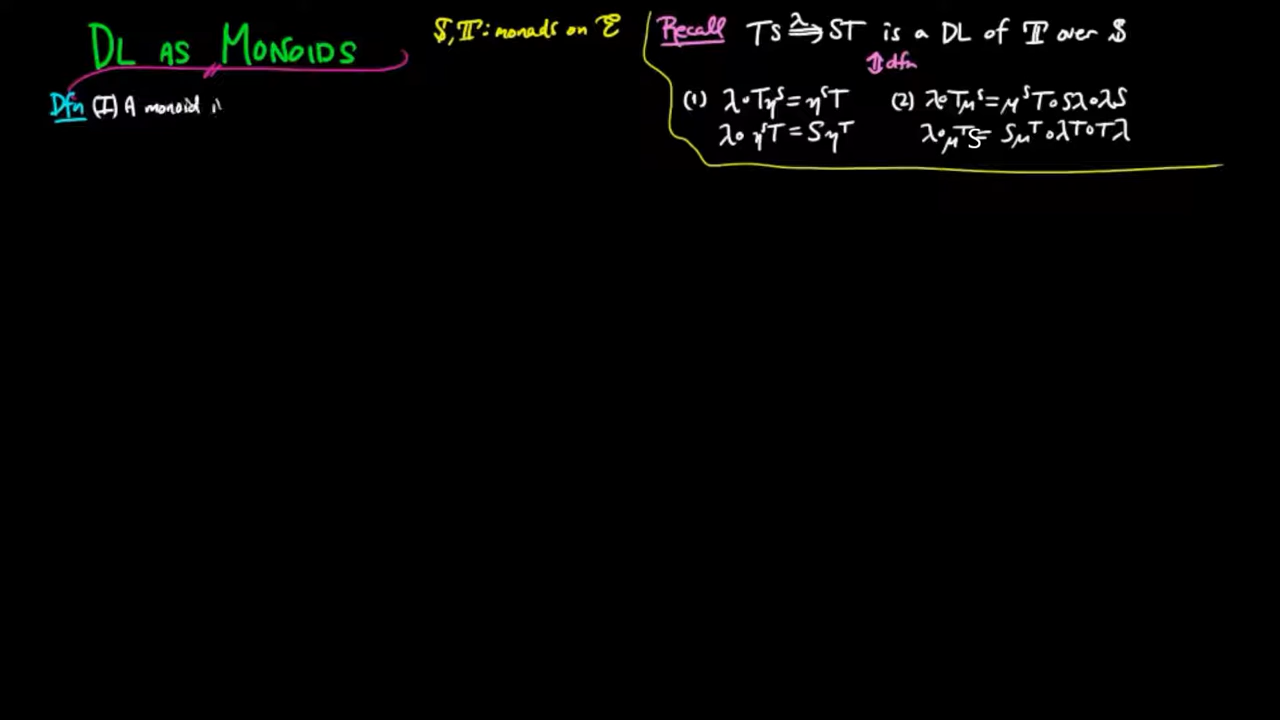 DL AS MONOIDS
𝕊, 𝕋 : monads on ℰ
Recall TS ⇒^λ ST is a DL of 𝕋 over 𝕊
⇕ dfn
(1) λ∘Tη^S = η^S T (2) λ∘Tμ^S = μ^S T∘Sλ∘λS
λ∘η^T = Sη^T λ∘μ^T S = Sμ^T∘λT∘Tλ
Dfn (I) A monoid i